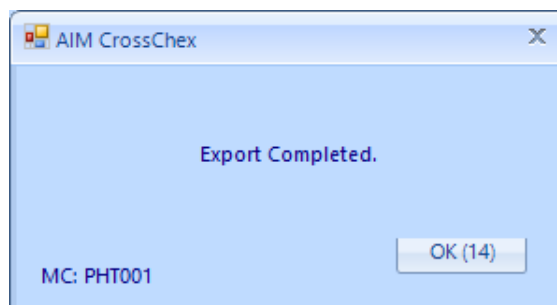 AIM CrossChex
Export Completed.
OK (14)
MC: PHT001